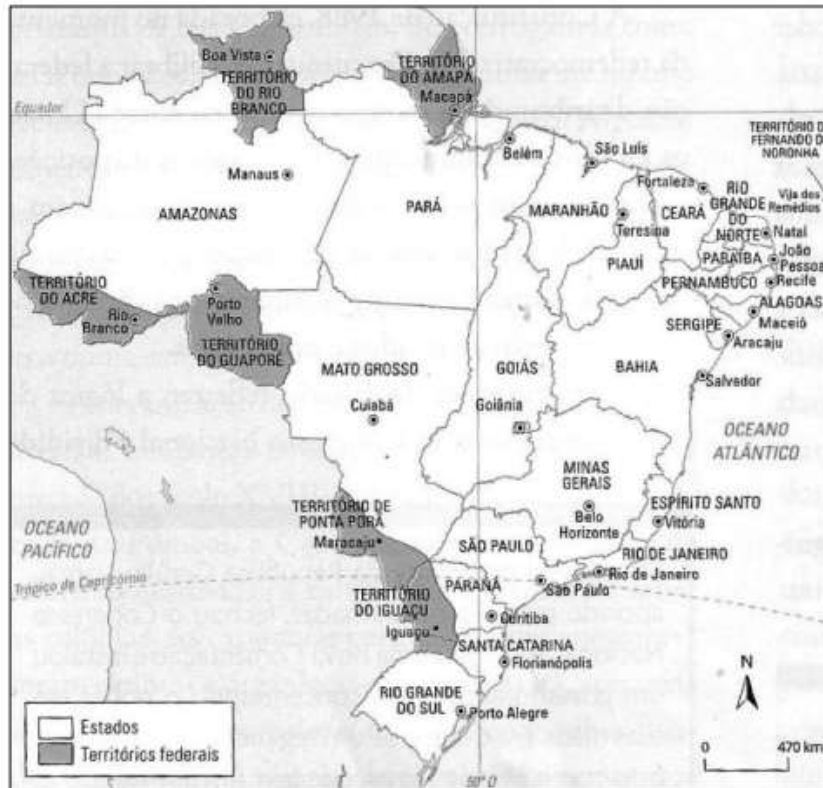 Boa Vista
TERRITÓRIO
DO RIO
BRANCO
TERRITÓRIO
DO AMAPÁ
Macapá
Equador
Belém
São Luís
TERRITÓRIO DE
FERNANDO DE
NORONHA
Manaus
Fortaleza
RIO
GRANDE
DO
NORTE
Vila dos
Remédios
AMAZONAS
PARÁ
MARANHÃO
CEARÁ
Teresina
Natal
PIAUÍ
PARAÍBA
João
Pessoa
TERRITÓRIO
DO ACRE
Rio
Branco
Porto
Velho
TERRITÓRIO
DO GUAPORÉ
PERNAMBUCO
Recife
ALAGOAS
Maceió
SERGIPE
Aracaju
MATO GROSSO
GOIÁS
BAHIA
Salvador
Cuiabá
Goiânia
OCEANO
ATLÂNTICO
MINAS
GERAIS
Belo
Horizonte
ESPÍRITO SANTO
Vitória
TERRITÓRIO DE
PONTA PORÃ
Maracaju
OCEANO
PACÍFICO
SÃO PAULO
RIO DE JANEIRO
Rio de Janeiro
Trópico de Capricórnio
PARANÁ
São Paulo
TERRITÓRIO
DO IGUAÇU
Iguaçu
Curitiba
SANTA CATARINA
Florianópolis
RIO GRANDE
DO SUL
Porto Alegre
N
Estados
Territórios federais
0 470 km
50° O